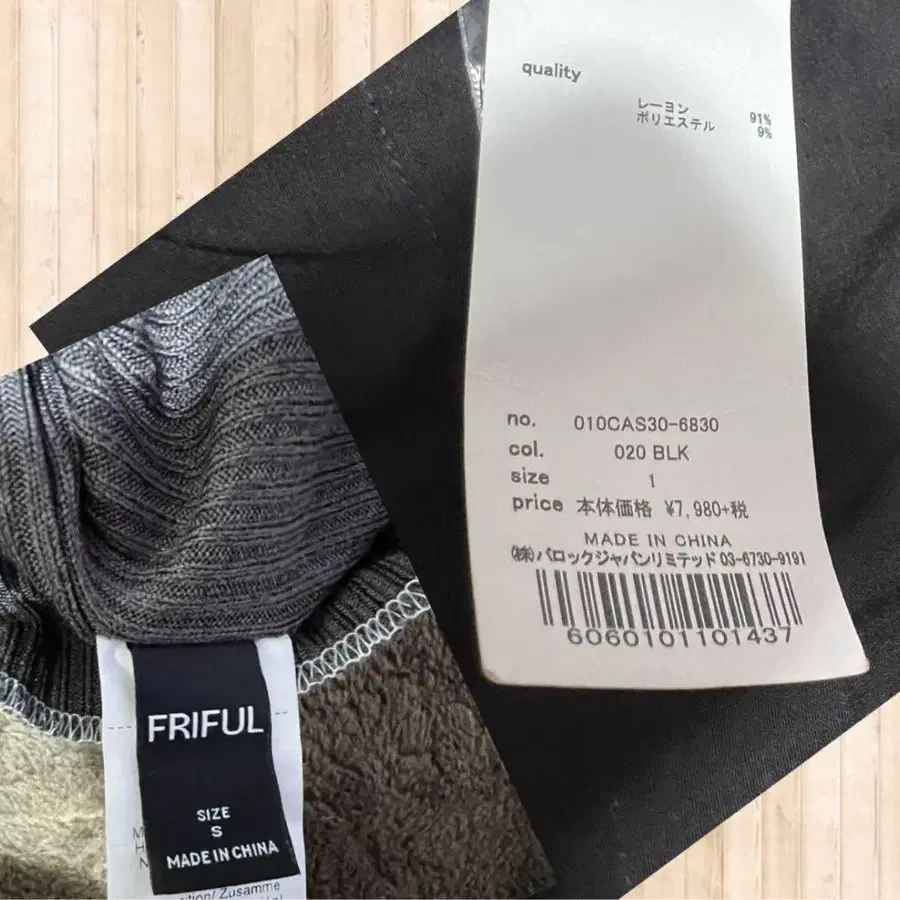 quality
レーヨン 91%
ポリエステル 9%
no. 010CAS30-6830
col. 020 BLK
size 1
price 本体価格 ¥7,980+税
MADE IN CHINA
(株)バロックジャパンリミテッド 03-6730-9191
6060101101437
FRIFUL
SIZE
S
MADE IN CHINA
Zusamme